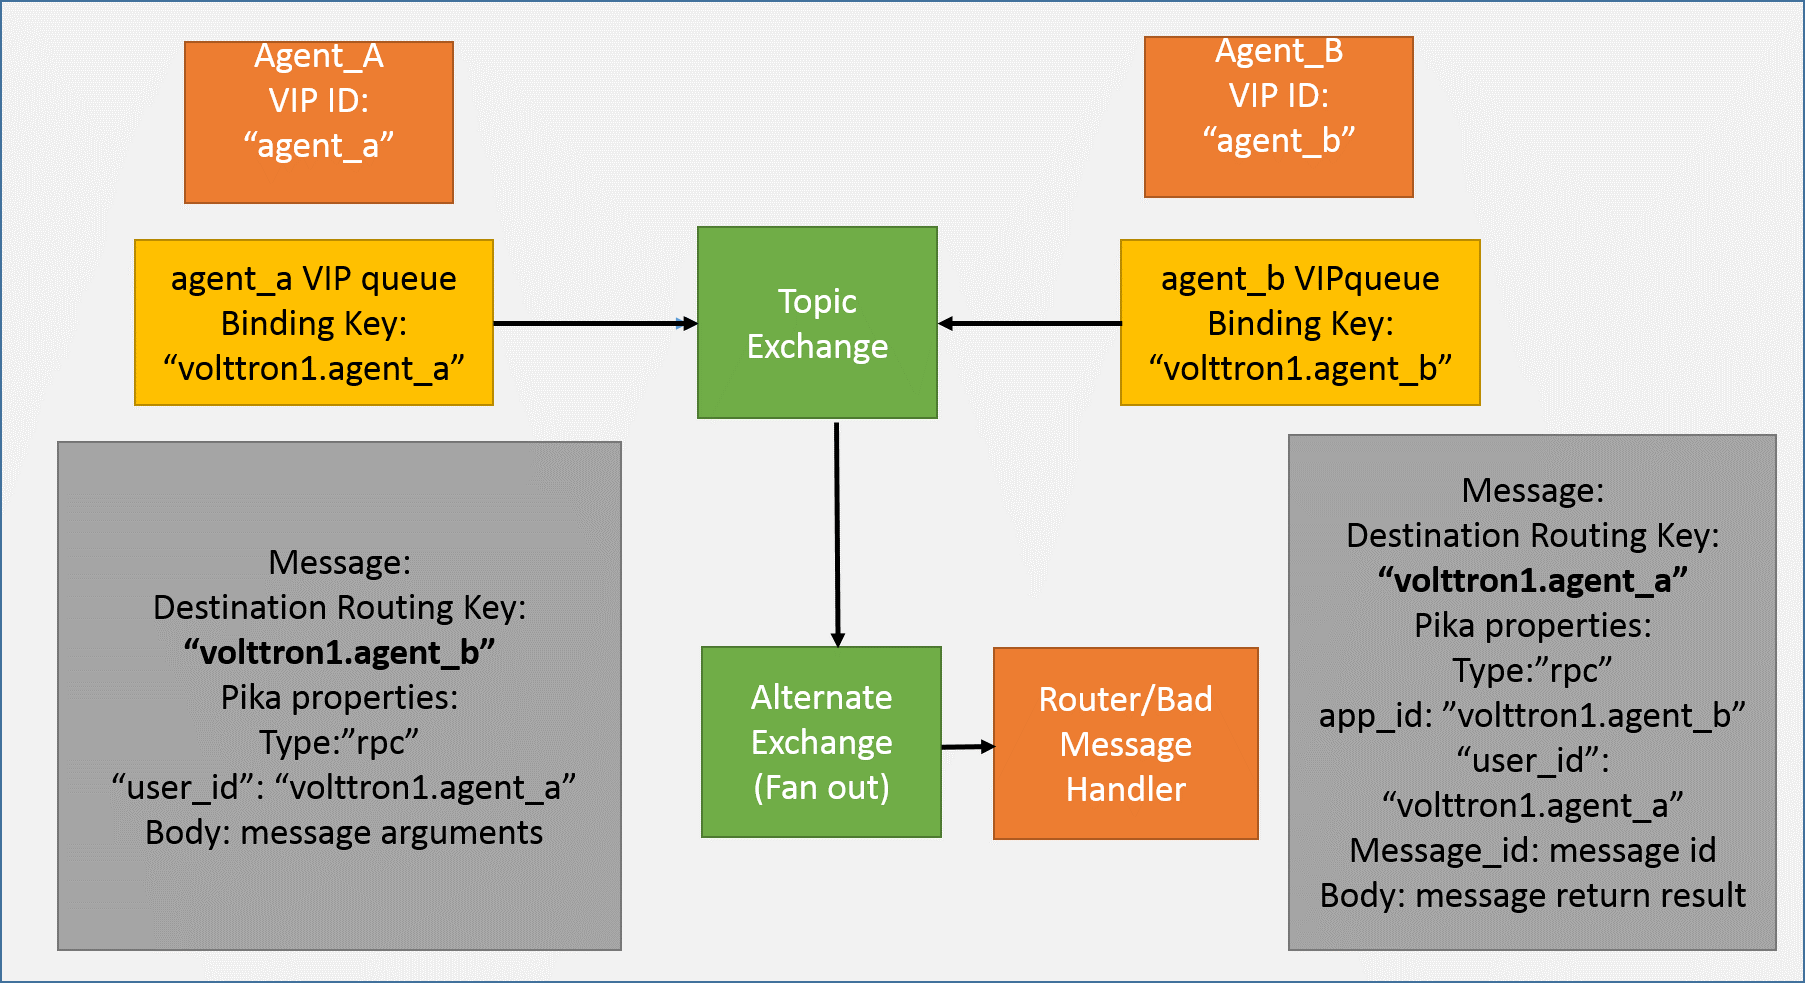 Agent_A
VIP ID:
“agent_a”
Agent_B
VIP ID:
“agent_b”
agent_a VIP queue
Binding Key:
“volttron1.agent_a”
Topic
Exchange
agent_b VIPqueue
Binding Key:
“volttron1.agent_b”
Message:
Destination Routing Key:
“volttron1.agent_b”
Pika properties:
Type:”rpc”
“user_id”: “volttron1.agent_a”
Body: message arguments
Alternate
Exchange
(Fan out)
Router/Bad
Message
Handler
Message:
Destination Routing Key:
“volttron1.agent_a”
Pika properties:
Type:”rpc”
app_id: ”volttron1.agent_b”
“user_id”:
“volttron1.agent_a”
Message_id: message id
Body: message return result